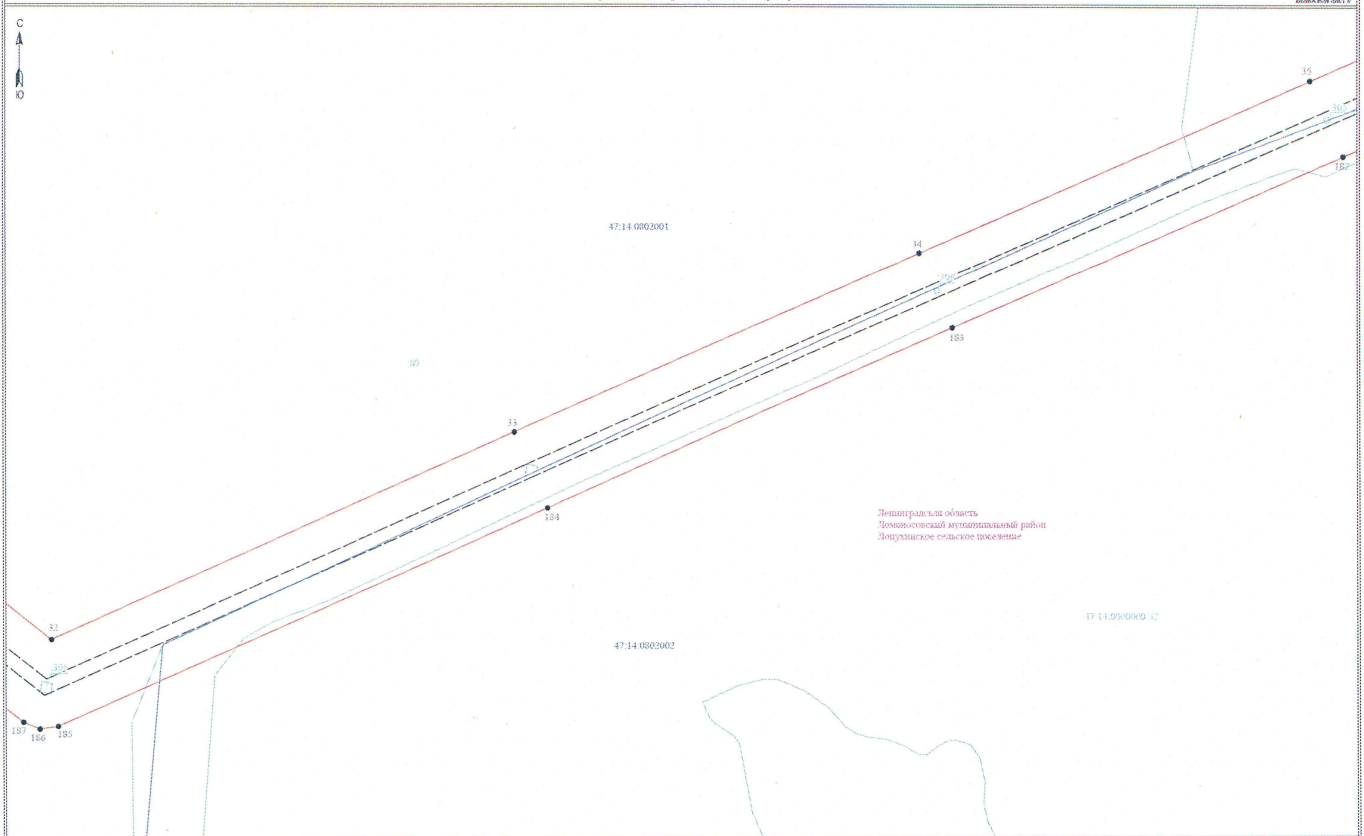 С
Ю
35
182
47:14:0802001
34
183
89
33
184
Ленинградская область
Ломоносовский муниципальный район
Лопухинское сельское поселение
32
47:14:0802002
187
186
185